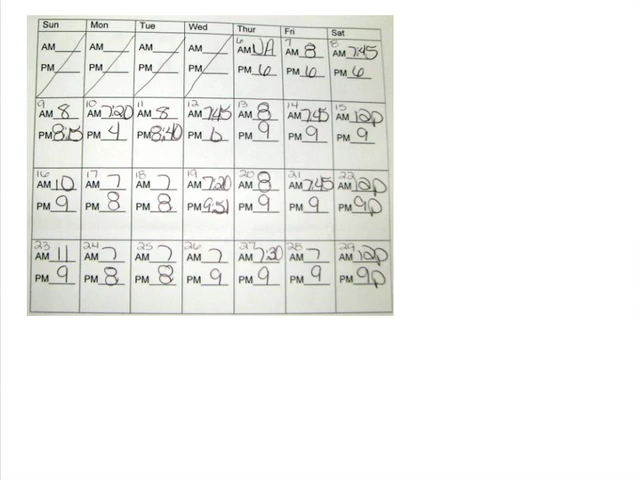 Sun Mon Tue Wed Thur Fri Sat
6 7 8
AM AM AM AM AM NA AM 8 AM 7:45
PM PM PM PM PM 6 PM 6 PM 6
9 10 11 12 13 14 15
AM 8 AM 7:20 AM 8 AM 7:45 AM 8 AM 7:45 AM 12p
PM 8:15 PM 4 PM 8:40 PM 6 PM 9 PM 9 PM 9
16 17 18 19 20 21 22
AM 10 AM 7 AM 7 AM 7:20 AM 8 AM 7:45 AM 12p
PM 9 PM 8 PM 8 PM 9:51 PM 9 PM 9 PM 9p
23 24 25 26 27 28 29
AM 11 AM 7 AM 7 AM 7 AM 7:30 AM 7 AM 12p
PM 9 PM 8 PM 8 PM 9 PM 9 PM 9 PM 9p